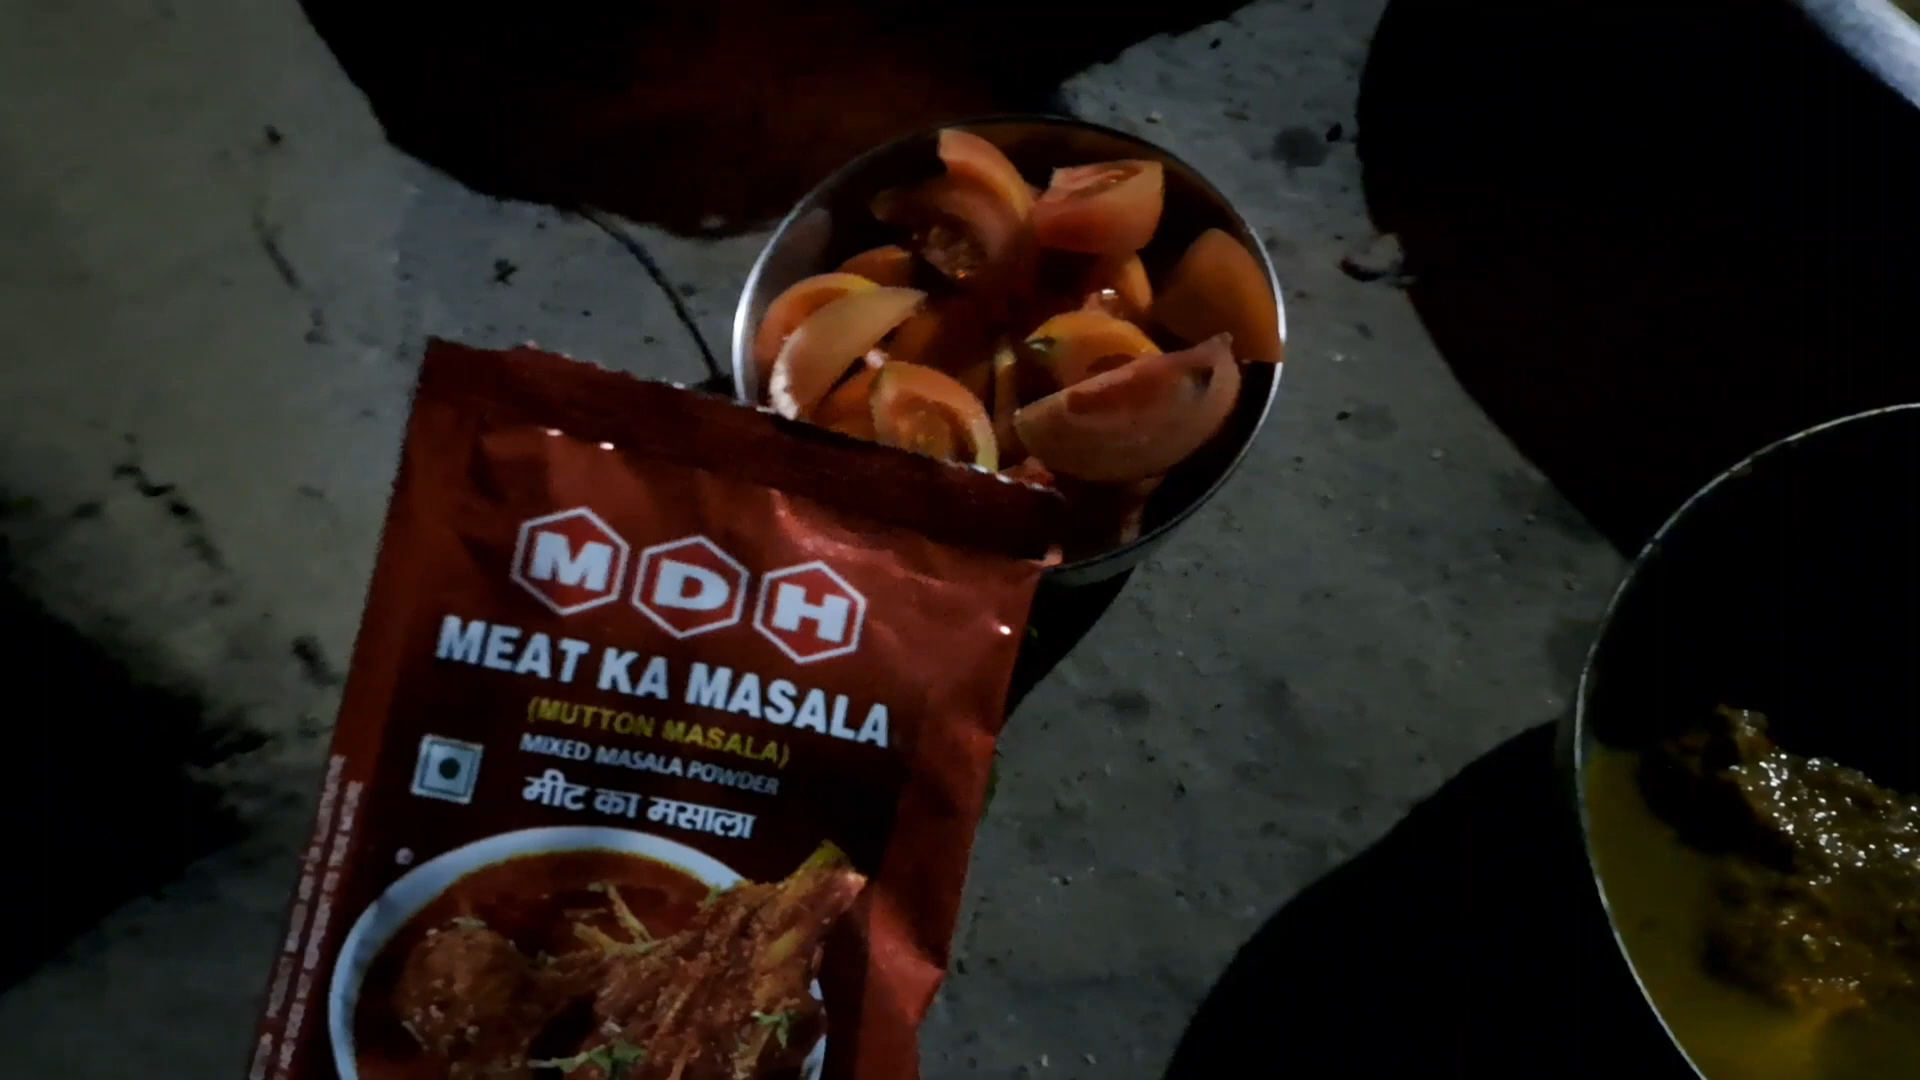 MDH
MEAT KA MASALA
(MUTTON MASALA)
MIXED MASALA POWDER
मीट का मसाला